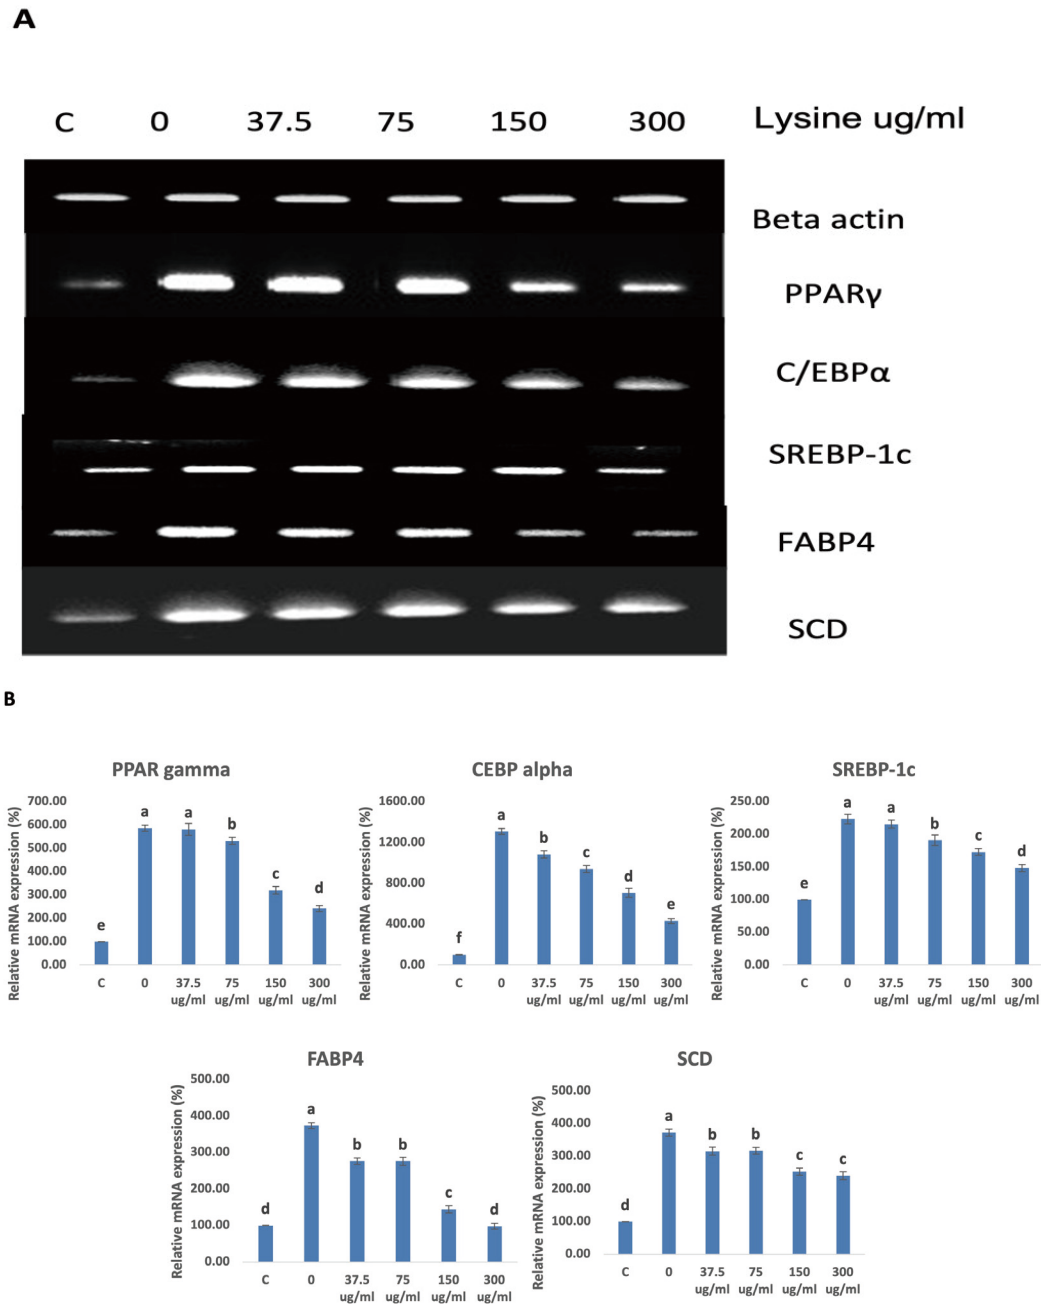 A
C 0 37.5 75 150 300 Lysine ug/ml
Beta actin
PPARγ
C/EBPα
SREBP-1c
FABP4
SCD
B
PPAR gamma
Relative mRNA expression (%)
700.00
600.00
500.00
400.00
300.00
200.00
100.00
0.00
e a a b c d
C 0 37.5 75 150 300
ug/ml ug/ml ug/ml ug/ml
CEBP alpha
Relative mRNA expression (%)
1600.00
1200.00
800.00
400.00
0.00
f a b c d e
C 0 37.5 75 150 300
ug/ml ug/ml ug/ml ug/ml
SREBP-1c
Relative mRNA expression (%)
250.00
200.00
150.00
100.00
50.00
0.00
e a a b c d
C 0 37.5 75 150 300
ug/ml ug/ml ug/ml ug/ml
FABP4
Relative mRNA expression (%)
500.00
400.00
300.00
200.00
100.00
0.00
d a b b c d
C 0 37.5 75 150 300
ug/ml ug/ml ug/ml ug/ml
SCD
Relative mRNA expression (%)
500.00
400.00
300.00
200.00
100.00
0.00
d a b b c c
C 0 37.5 75 150 300
ug/ml ug/ml ug/ml ug/ml